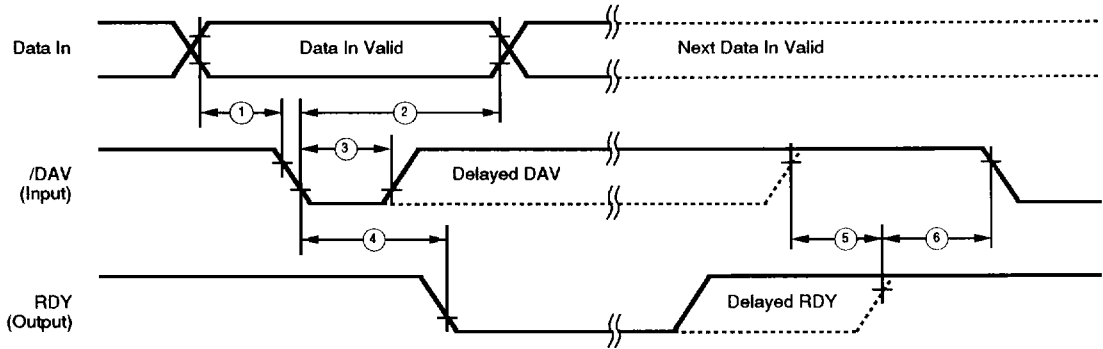 Data In
Data In Valid
Next Data In Valid
1
2
3
/DAV
(Input)
Delayed DAV
4
5
6
RDY
(Output)
Delayed RDY